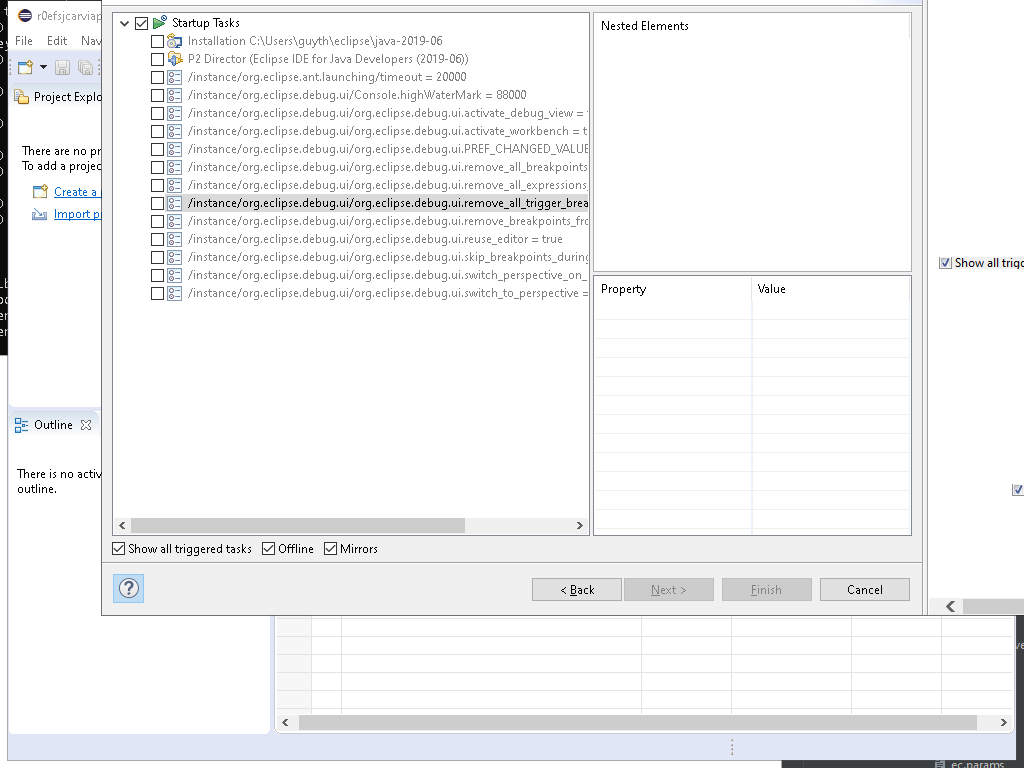 r0efsjcarviap
File Edit Nav
Project Explo
There are no pr
To add a projec
Create a
Import p
Outline
There is no activ
outline.
Startup Tasks
Installation C:\Users\guyth\eclipse\java-2019-06
P2 Director (Eclipse IDE for Java Developers (2019-06))
/instance/org.eclipse.ant.launching/timeout = 20000
/instance/org.eclipse.debug.ui/Console.highWaterMark = 88000
/instance/org.eclipse.debug.ui/org.eclipse.debug.ui.activate_debug_view =
/instance/org.eclipse.debug.ui/org.eclipse.debug.ui.activate_workbench = t
/instance/org.eclipse.debug.ui/org.eclipse.debug.ui.PREF_CHANGED_VALUE
/instance/org.eclipse.debug.ui/org.eclipse.debug.ui.remove_all_breakpoints
/instance/org.eclipse.debug.ui/org.eclipse.debug.ui.remove_all_expressions_
/instance/org.eclipse.debug.ui/org.eclipse.debug.ui.remove_all_trigger_brea
/instance/org.eclipse.debug.ui/org.eclipse.debug.ui.remove_breakpoints_fro
/instance/org.eclipse.debug.ui/org.eclipse.debug.ui.reuse_editor = true
/instance/org.eclipse.debug.ui/org.eclipse.debug.ui.skip_breakpoints_during
/instance/org.eclipse.debug.ui/org.eclipse.debug.ui.switch_perspective_on_
/instance/org.eclipse.debug.ui/org.eclipse.debug.ui.switch_to_perspective =
Nested Elements
Property Value
Show all triggered tasks Offline Mirrors
< Back Next > Finish Cancel
Show all trigg
ec.params